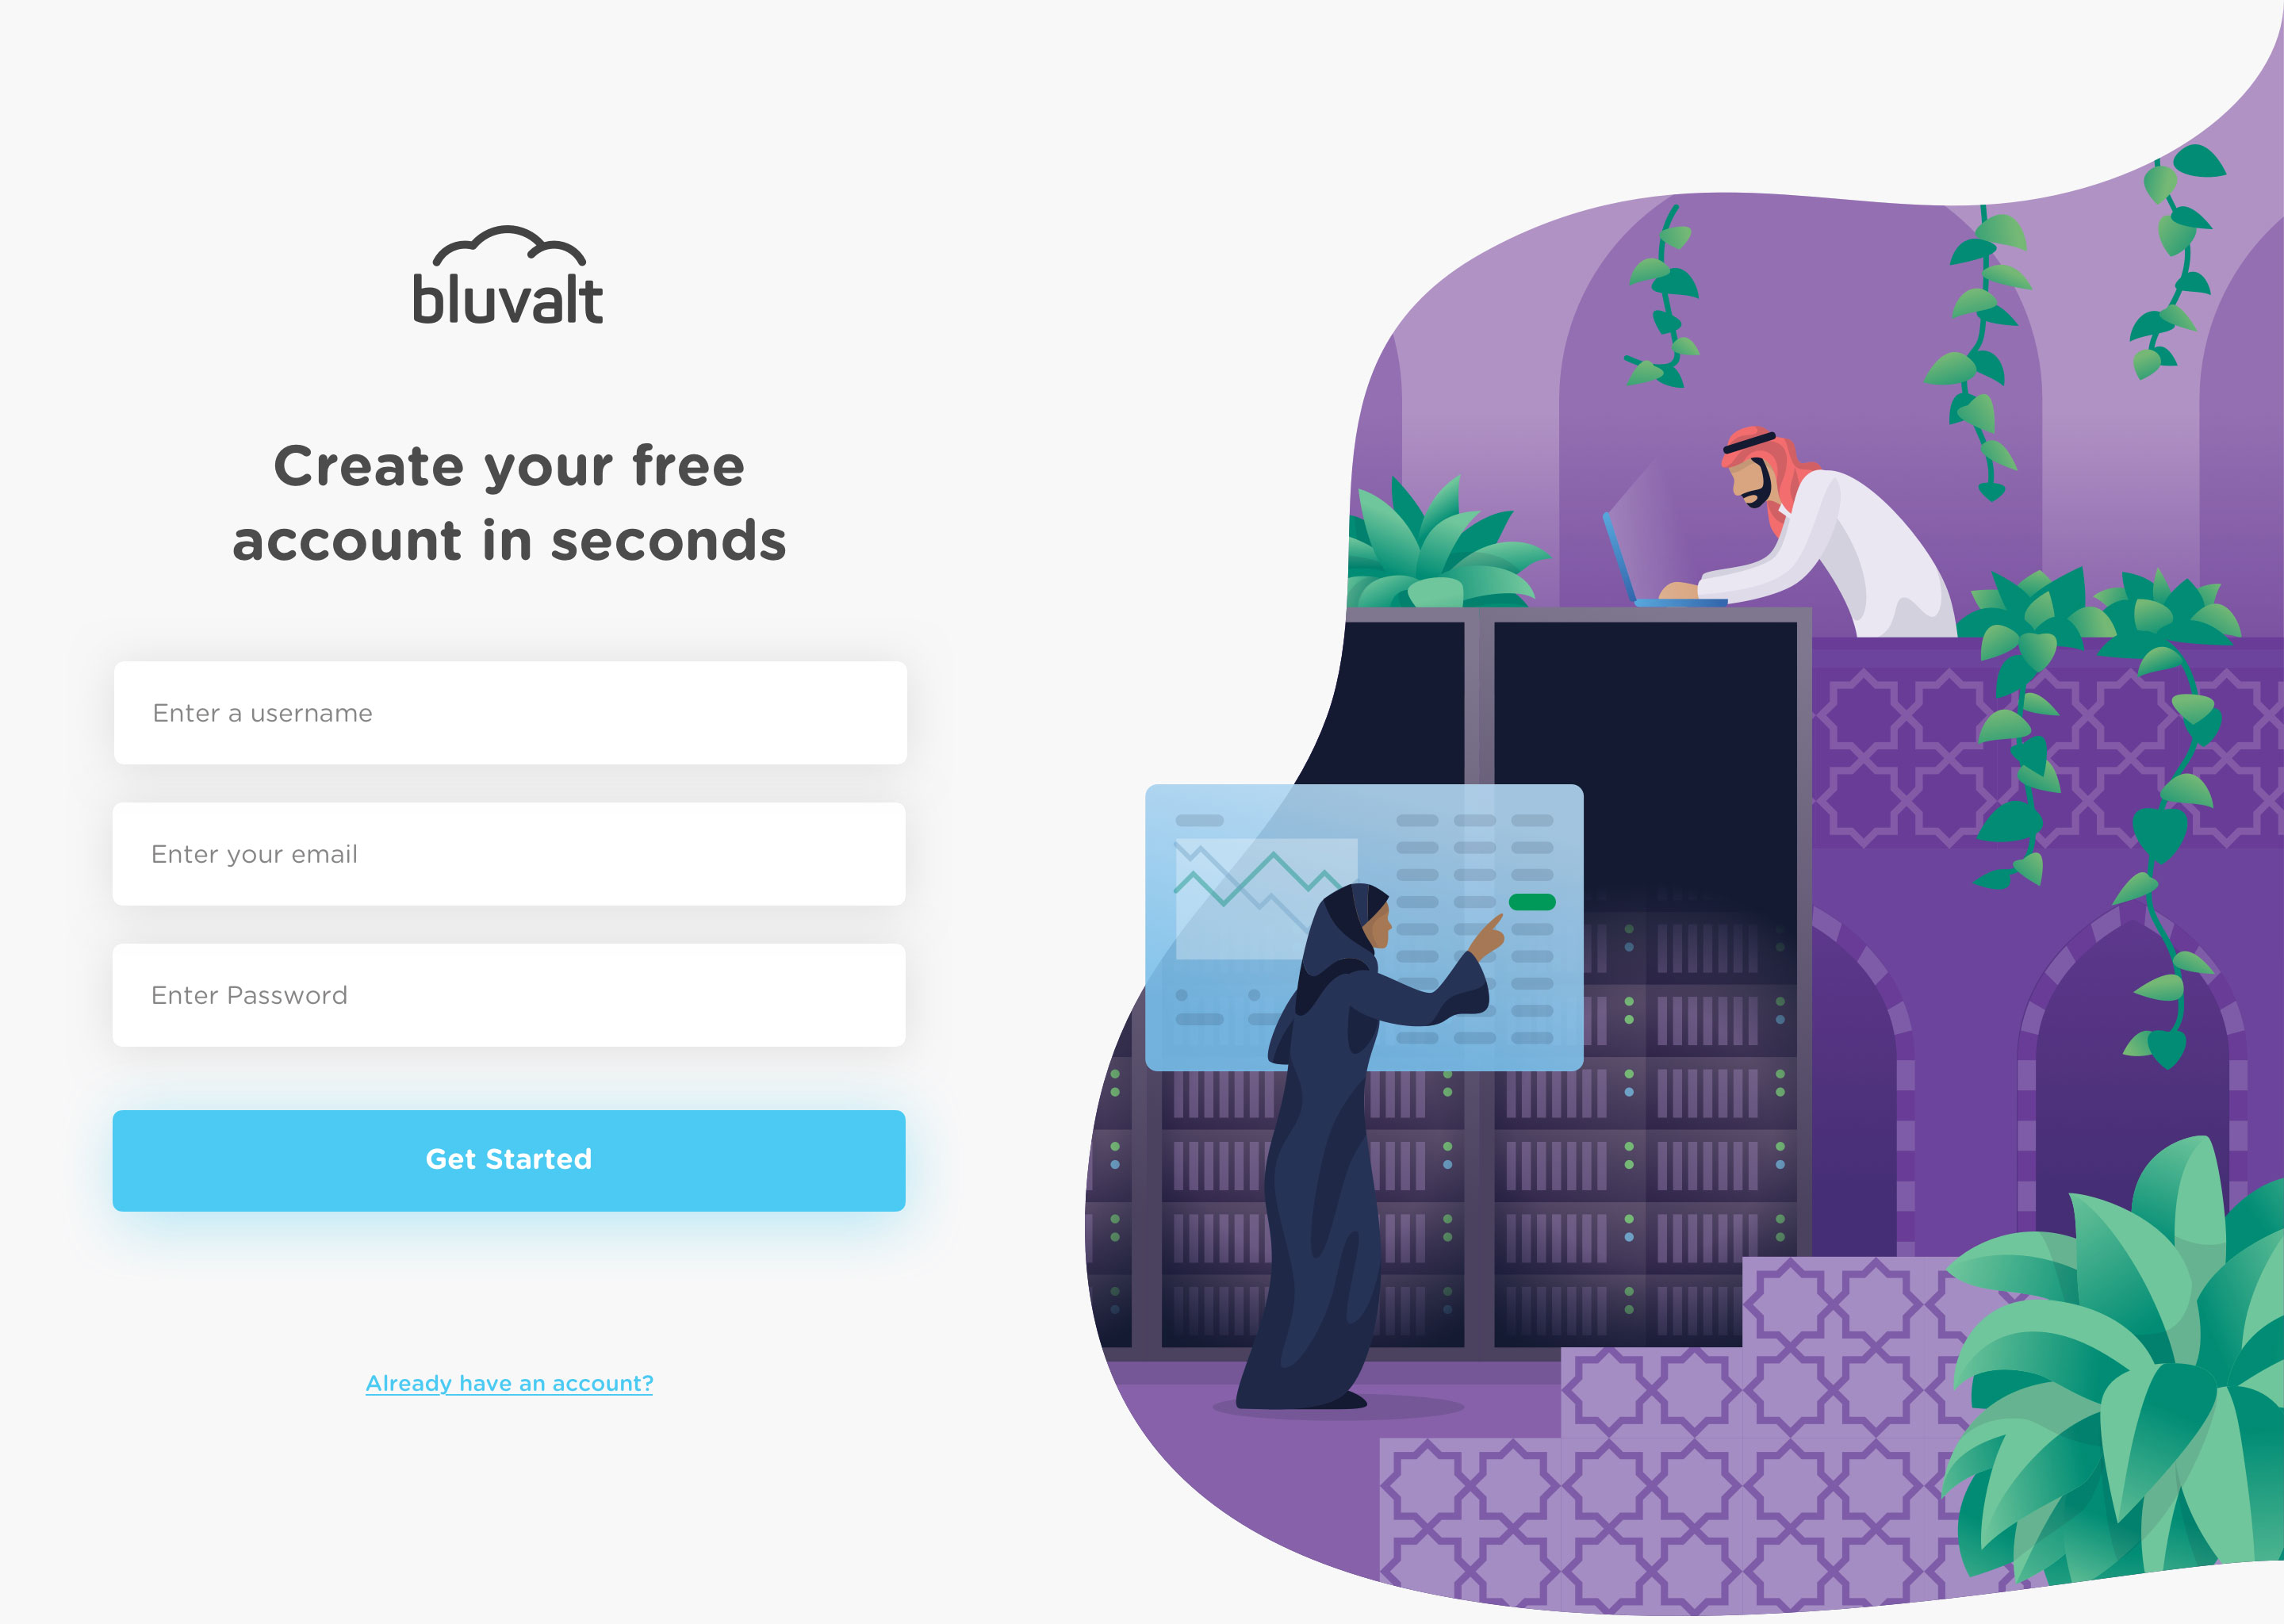 bluvalt
Create your free
account in seconds
Enter a username
Enter your email
Enter Password
Get Started
Already have an account?